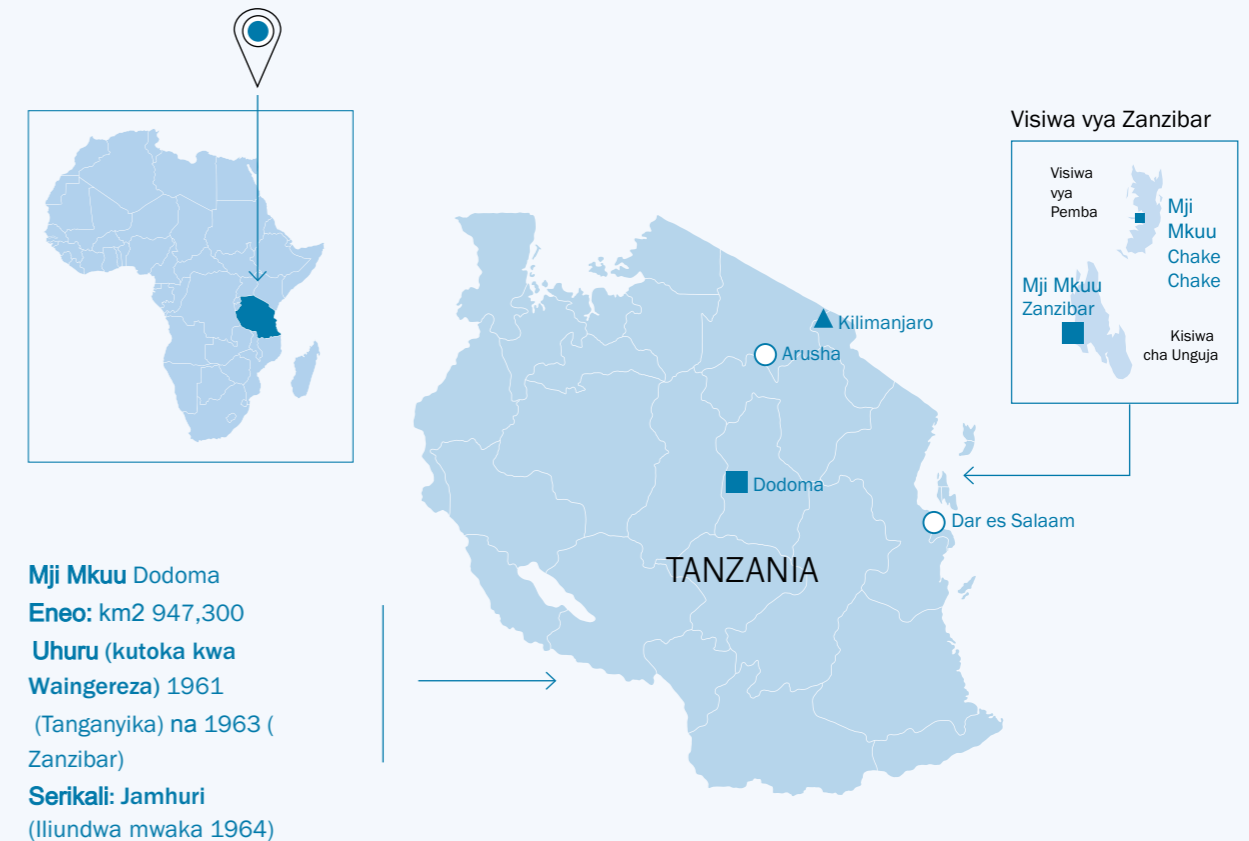 Visiwa vya Zanzibar
Visiwa
vya
Pemba
Mji
Mkuu
Chake
Chake
Mji Mkuu
Zanzibar
Kisiwa
cha Unguja
Kilimanjaro
Arusha
Dodoma
Dar es Salaam
TANZANIA
Mji Mkuu Dodoma
Eneo: km2 947,300
Uhuru (kutoka kwa
Waingereza) 1961
(Tanganyika) na 1963 (
Zanzibar)
Serikali: Jamhuri
(Iliundwa mwaka 1964)